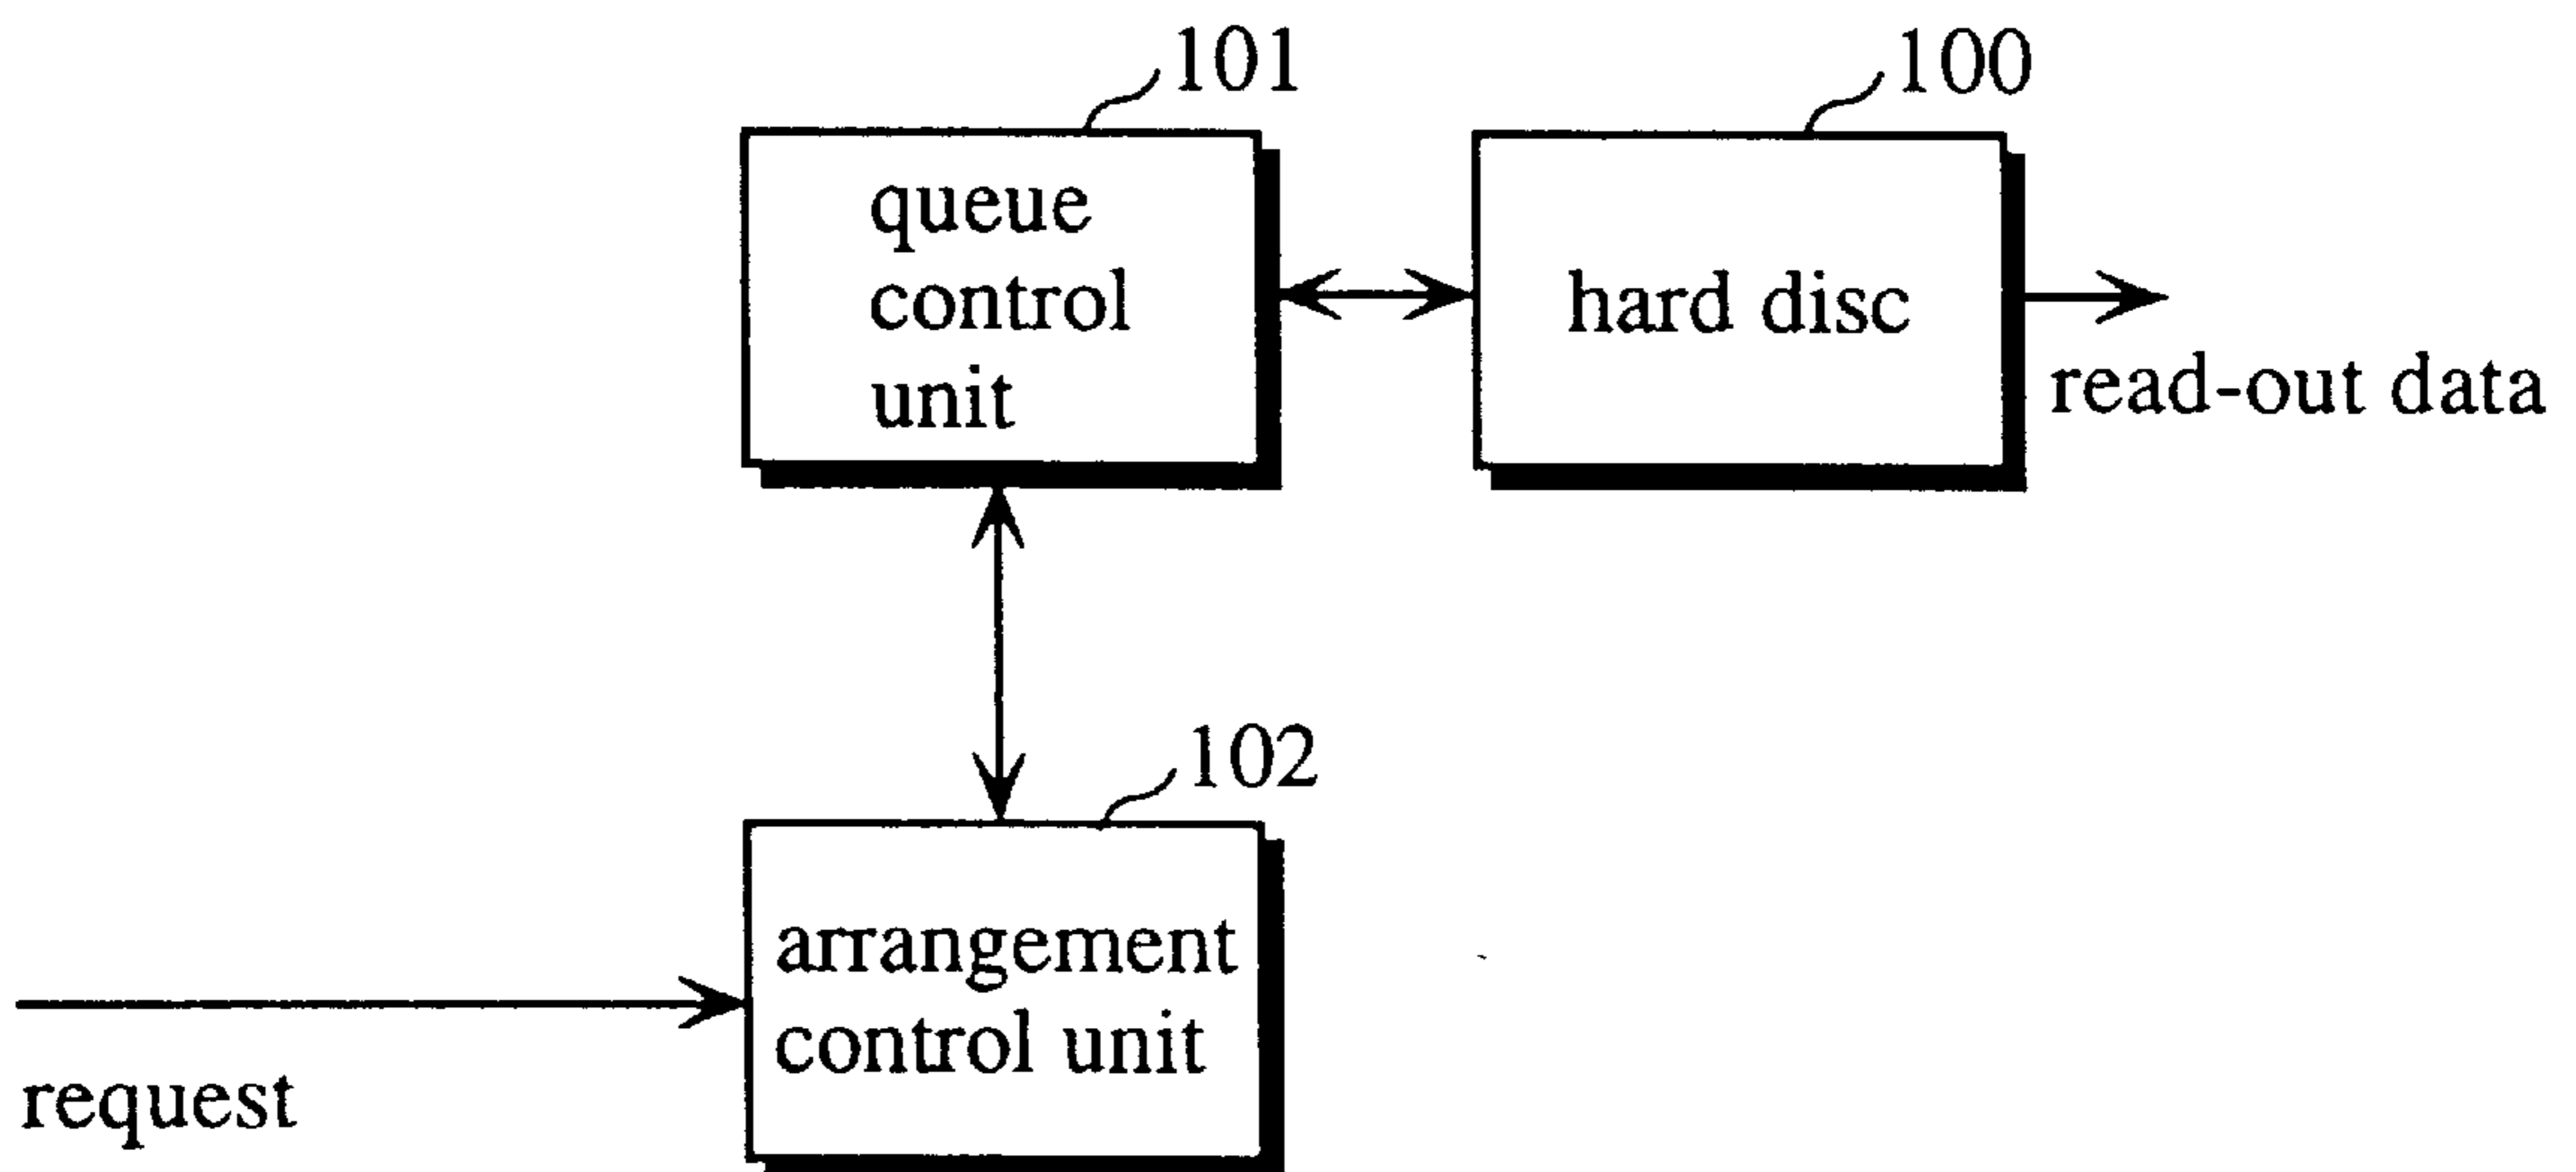 101
100
queue
control
unit
hard disc
read-out data
102
arrangement
control unit
request